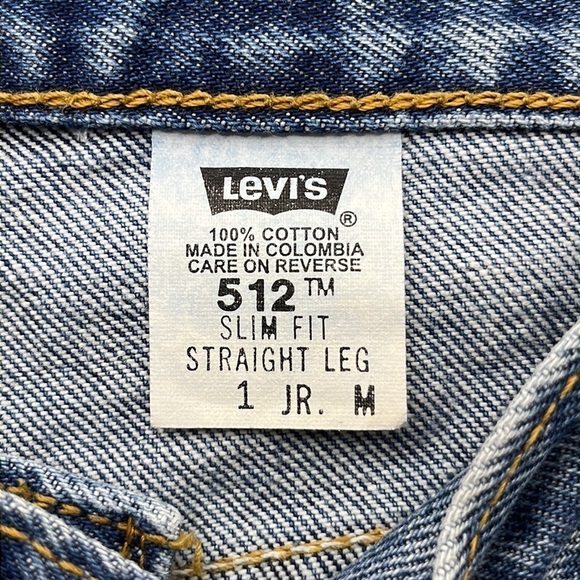 LEVI'S
®
100% COTTON
MADE IN COLOMBIA
CARE ON REVERSE
512™
SLIM FIT
STRAIGHT LEG
1 JR. M